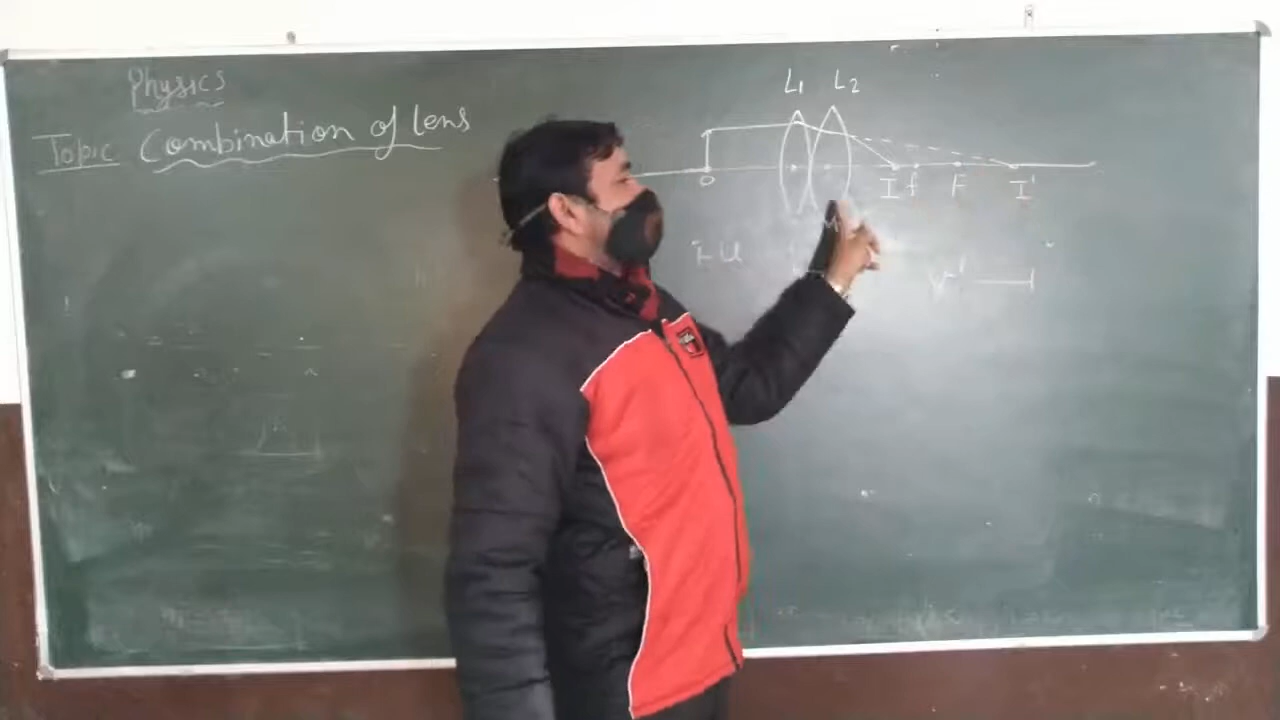 Physics
Topic Combination of lens
L1 L2
O I f F I'
u
v'